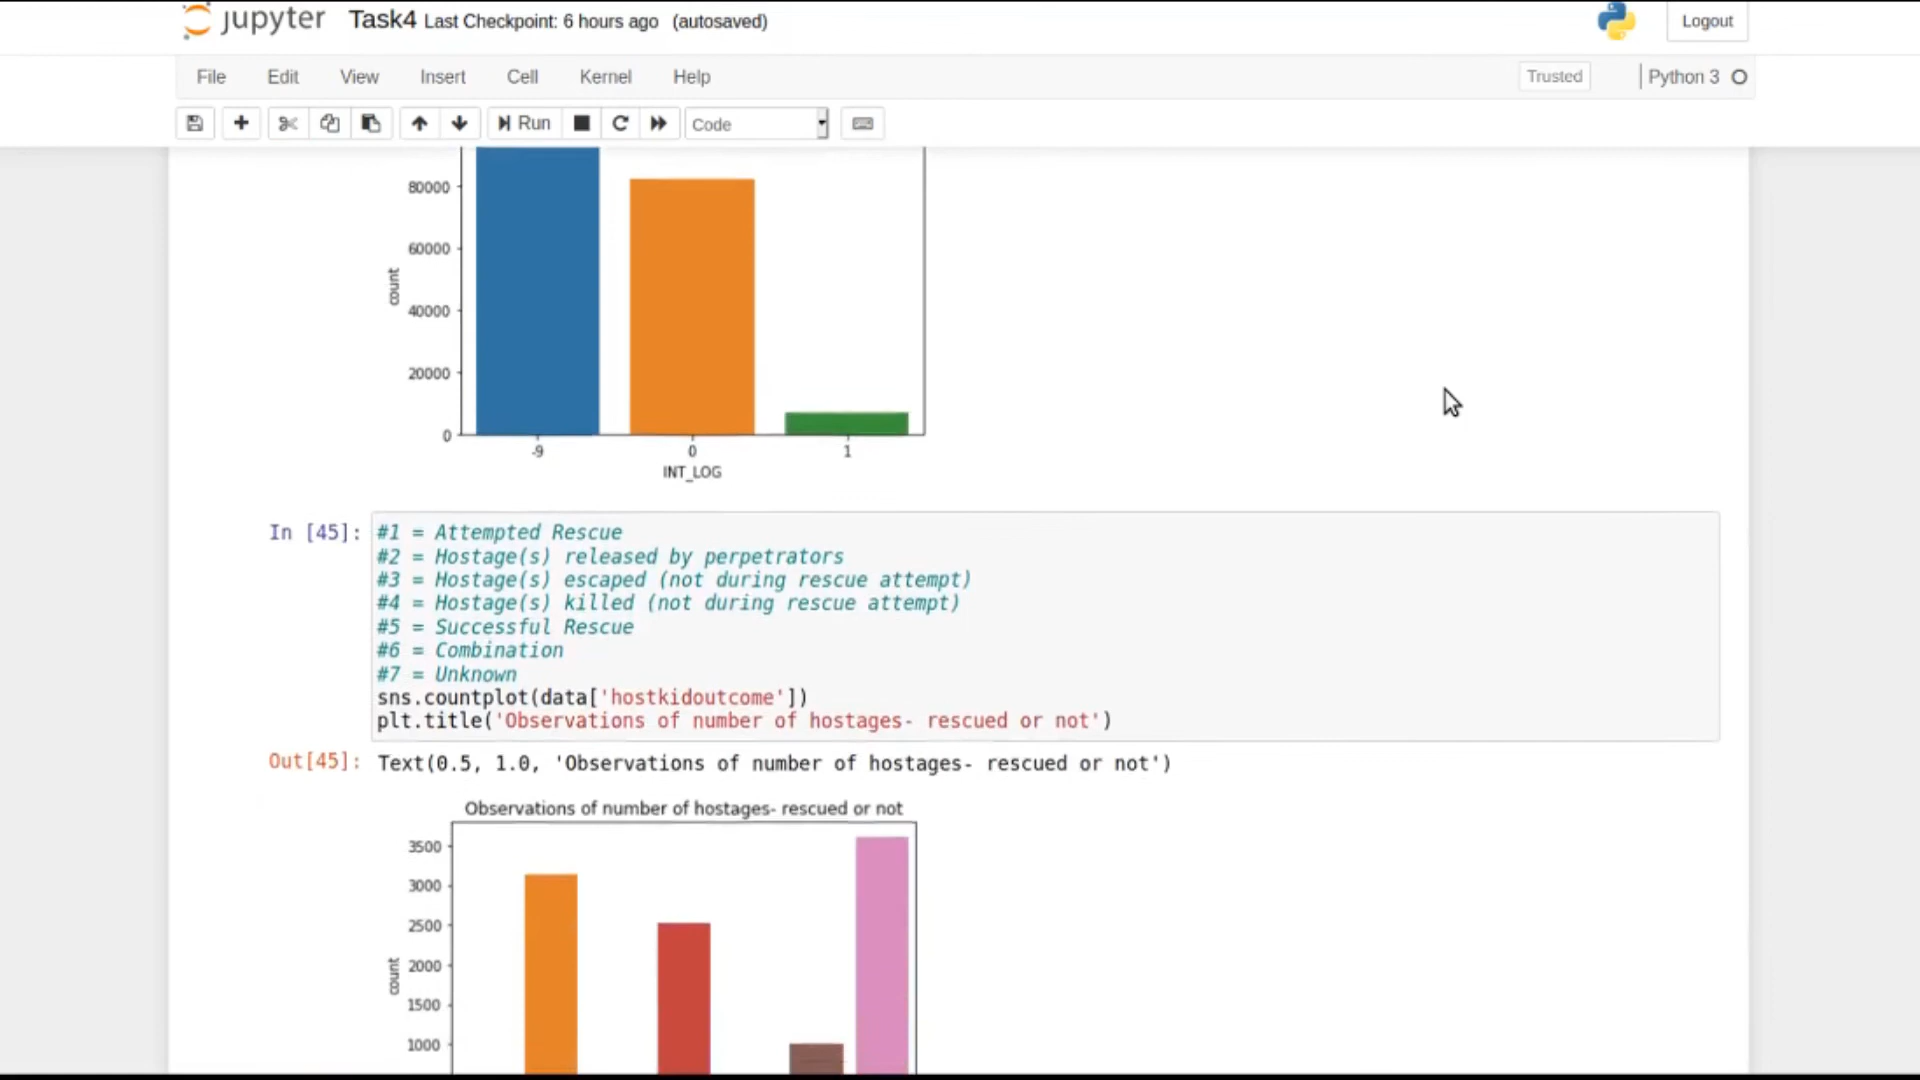 jupyter Task4 Last Checkpoint: 6 hours ago (autosaved) Logout
File Edit View Insert Cell Kernel Help Trusted Python 3
Run Code
80000
60000
40000
20000
0
count
-9 0 1
INT_LOG
In [45]: #1 = Attempted Rescue
#2 = Hostage(s) released by perpetrators
#3 = Hostage(s) escaped (not during rescue attempt)
#4 = Hostage(s) killed (not during rescue attempt)
#5 = Successful Rescue
#6 = Combination
#7 = Unknown
sns.countplot(data['hostkidoutcome'])
plt.title('Observations of number of hostages- rescued or not')
Out[45]: Text(0.5, 1.0, 'Observations of number of hostages- rescued or not')
Observations of number of hostages- rescued or not
3500
3000
2500
2000
1500
1000
count